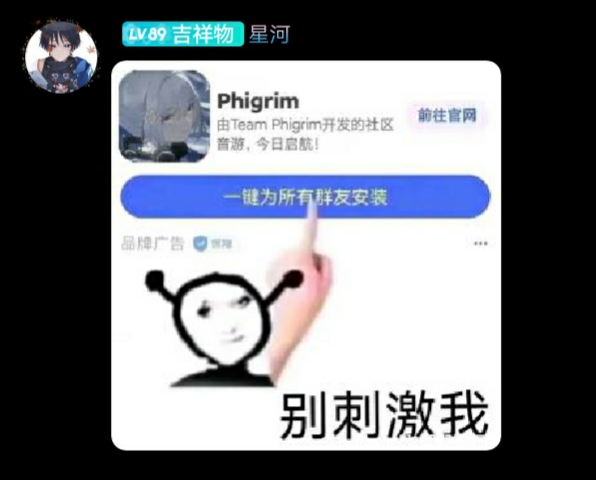 LV89 吉祥物 星河
Phigrim
由Team Phigrim开发的社区
音游，今日启航！
前往官网
一键为所有群友安装
品牌广告 保障
别刺激我